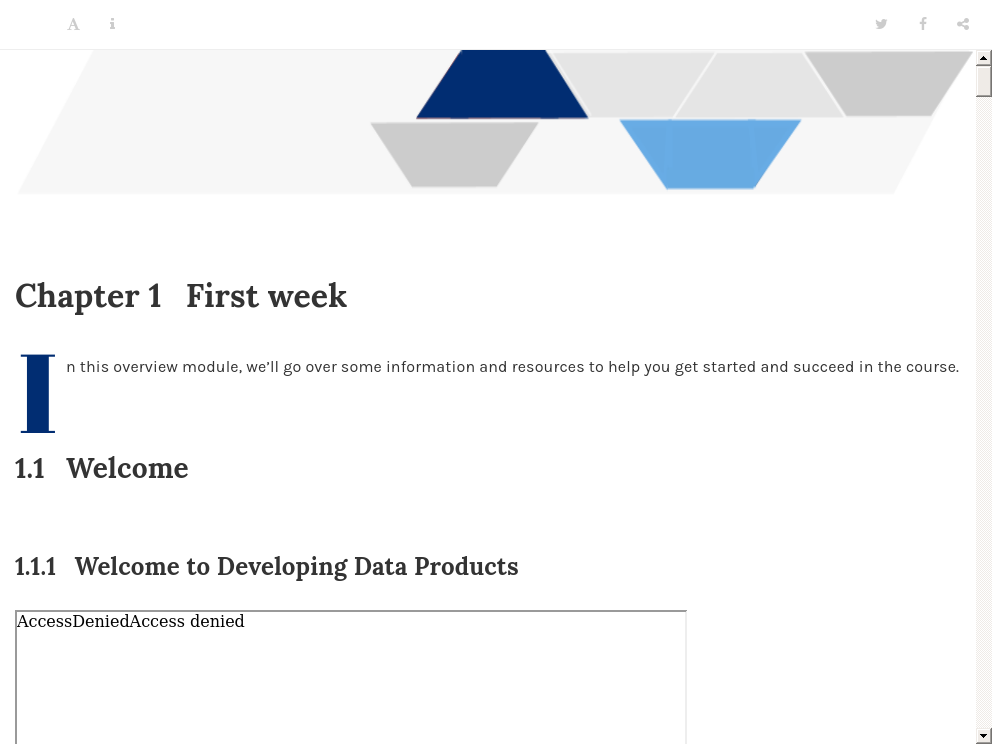 Chapter 1 First week
In this overview module, we’ll go over some information and resources to help you get started and succeed in the course.
1.1 Welcome
1.1.1 Welcome to Developing Data Products
AccessDeniedAccess denied